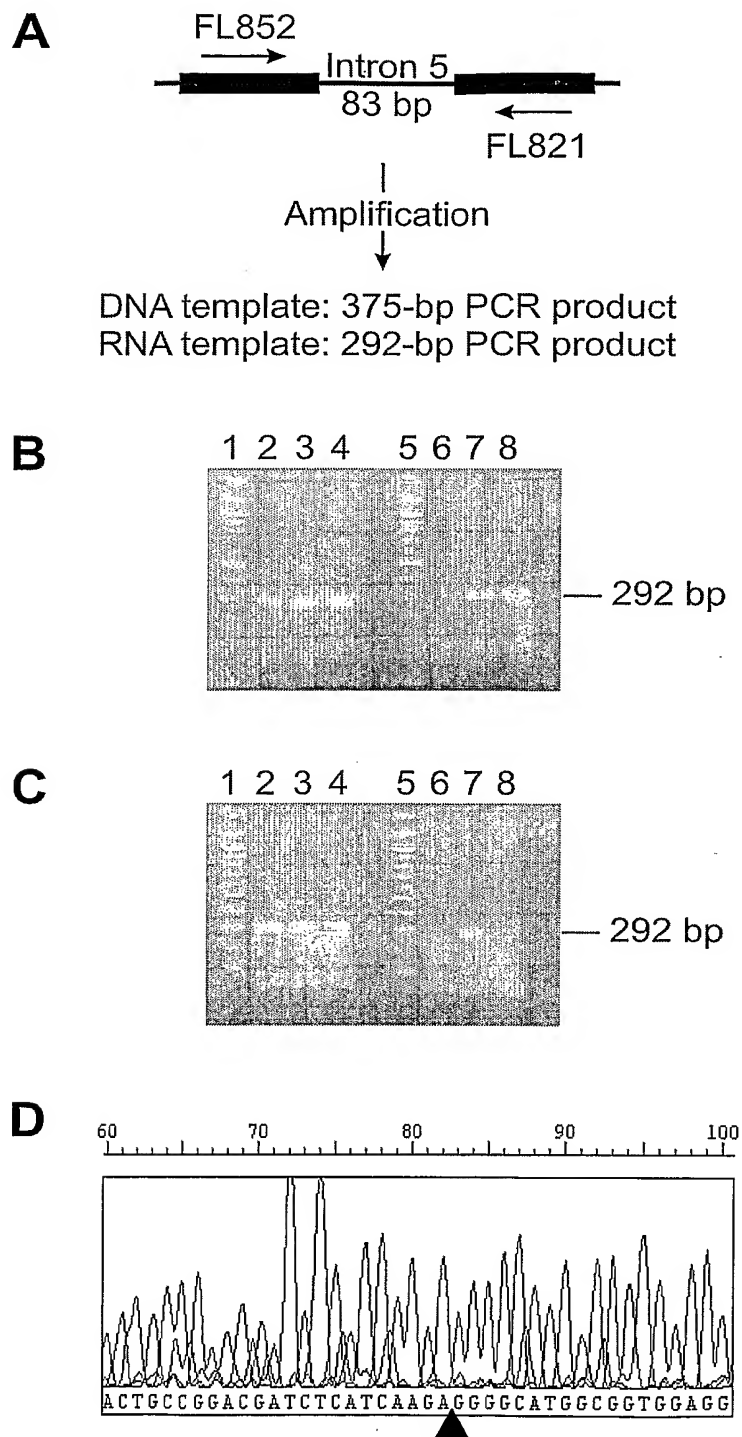 A
FL852
Intron 5
83 bp
FL821
Amplification
DNA template: 375-bp PCR product
RNA template: 292-bp PCR product
B
1 2 3 4 5 6 7 8
292 bp
C
1 2 3 4 5 6 7 8
292 bp
D
60 70 80 90 100
ACTGCCGGACGATCTCATCAAGAGGGGCATGGCGGTGGAGG